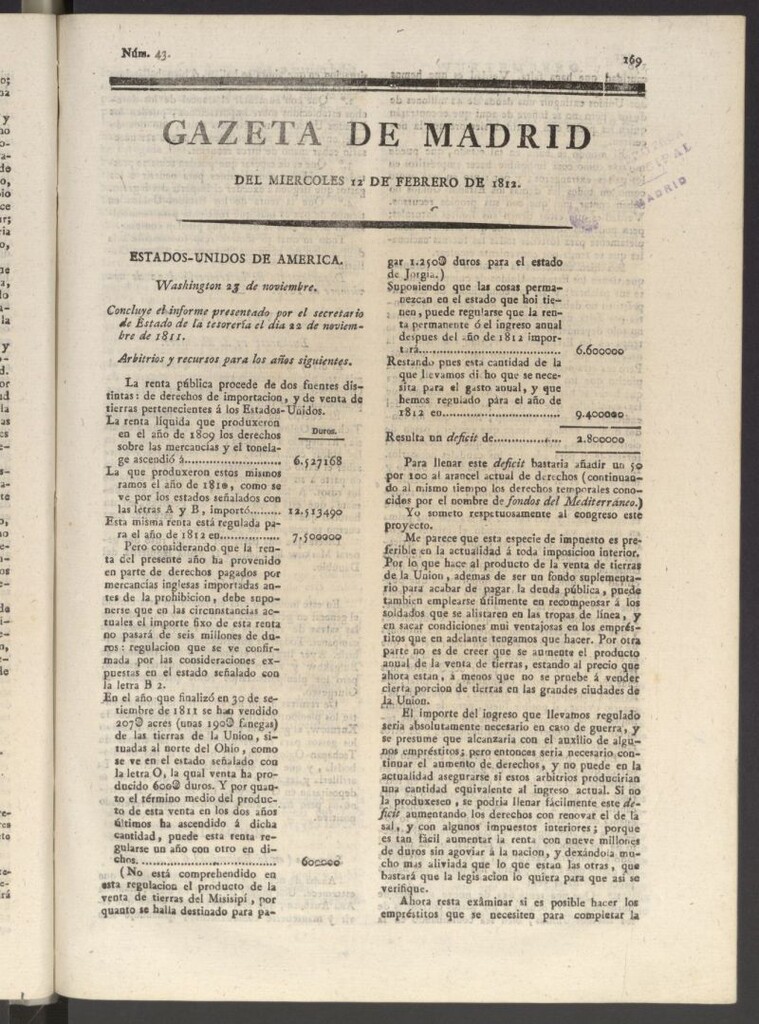 Núm. 43.
169
GAZETA DE MADRID
DEL MIERCOLES 12 DE FEBRERO DE 1812.
MADRID
ESTADOS-UNIDOS DE AMERICA.
Washington 23 de noviembre.
Concluye el informe presentado por el secretario
de Estado de la tesorería el dia 22 de noviem-
bre de 1811.
Arbitrios y recursos para los años siguientes.
La renta pública procede de dos fuentes dis-
tintas: de derechos de importacion, y de venta de
tierras pertenecientes á los Estados-Unidos.
La renta líquida que produxeron
en el año de 1809 los derechos
sobre las mercancías y el tonela-
ge ascendió á........................
Duros.
6.527168
La que produxeron estos mismos
ramos el año de 1810, como se
ve por los estados señalados con
las letras A y B, importó......... 12.513490
Esta misma renta está regulada pa-
ra el año de 1812 en............... 7.500000
Pero considerando que la ren-
ta del presente año ha provenido
en parte de derechos pagados por
mercancías inglesas importadas an-
tes de la prohibicion, debe supo-
nerse que en las circunstancias ac-
tuales el importe fixo de esta renta
no pasará de seis millones de du-
ros: regulacion que se ve confir-
mada por las consideraciones ex-
puestas en el estado señalado con
la letra B 2.
En el año que finalizó en 30 de se-
tiembre de 1811 se han vendido
207@ acres (unas 190@ fanegas)
de las tierras de la Union, si-
tuadas al norte del Ohio, como
se ve en el estado señalado con
la letra O, la qual venta ha pro-
ducido 600@ duros. Y por quan-
to el término medio del produc-
to de esta venta en los dos años
últimos ha ascendido á dicha
cantidad, puede esta renta re-
gularse un año con otro en di-
chos................................ 600000
(No está comprehendido en
esta regulacion el producto de la
venta de tierras del Misisipí, por
quanto se halla destinado para pa-
gar 1.250@ duros para el estado
de Jorgia.)
Suponiendo que las cosas perma-
nezcan en el estado que hoi tie-
nen, puede regularse que la ren-
ta permanente ó el ingreso anual
despues del año de 1812 impor-
tará................................ 6.600000
Restando pues esta cantidad de la
que llevamos dicho que se nece-
sita para el gasto anual, y que
hemos regulado para el año de
1812 en........................... 9.400000
Resulta un deficit de............... 2.800000
Para llenar este deficit bastaria añadir un 50
por 100 al arancel actual de derechos (continuan-
do al mismo tiempo los derechos temporales cono-
cidos por el nombre de fondos del Mediterráneo.)
Yo someto respetuosamente al congreso este
proyecto.
Me parece que esta especie de impuesto es pre-
ferible en la actualidad á toda imposicion interior.
Por lo que hace al producto de la venta de tierras
de la Union, ademas de ser un fondo suplementa-
rio para acabar de pagar la deuda pública, puede
tambien emplearse útilmente en recompensar á los
soldados que se alistaren en las tropas de línea, y
en sacar condiciones mui ventajosas en los emprés-
titos que en adelante tengamos que hacer. Por otra
parte no es de creer que se aumente el producto
anual de la venta de tierras, estando al precio que
ahora estan, á menos que no se pruebe á vender
cierta porcion de tierras en las grandes ciudades de
la Union.
El importe del ingreso que llevamos regulado
seria absolutamente necesario en caso de guerra, y
se presume que alcanzaria con el auxilio de algu-
nos empréstitos; pero entonces seria necesario con-
tinuar el aumento de derechos, y no puede en la
actualidad asegurarse si estos arbitrios producirian
una cantidad equivalente al ingreso actual. Si no
la produxesen, se podria llenar fácilmente este de-
ficit aumentando los derechos con renovar el de la
sal, y con algunos impuestos interiores; porque
es tan fácil aumentar la renta con nueve millones
de duros sin agoviar á la nacion, y dexándola mu-
cho mas aliviada que lo que estan las otras, que
bastará que la legislacion lo quiera para que así se
verifique.
Ahora resta exâminar si es posible hacer los
empréstitos que se necesiten para completar la